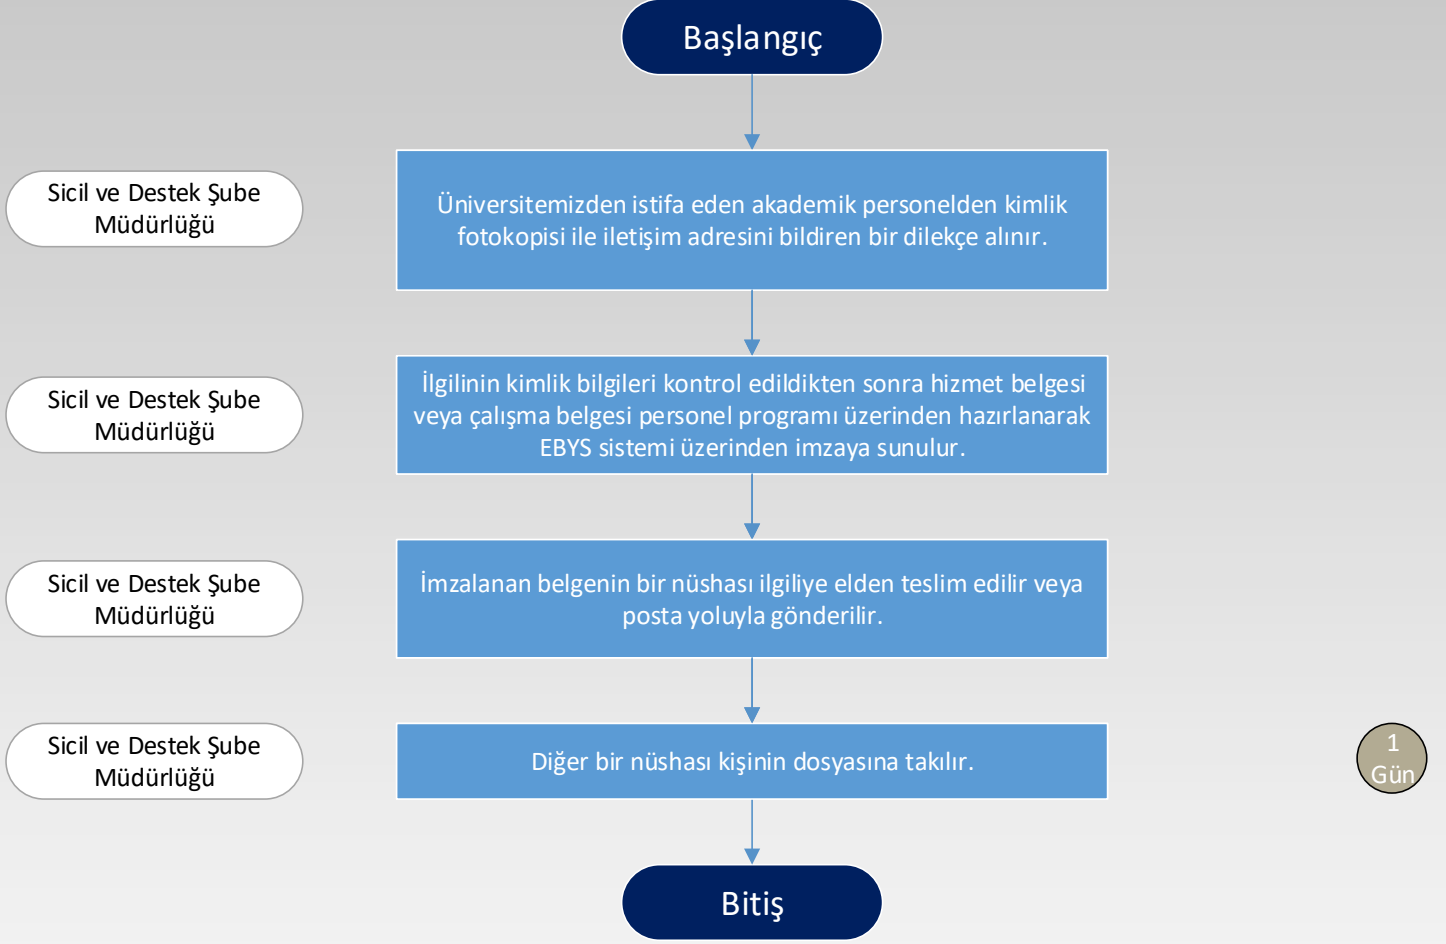 Başlangıç
Sicil ve Destek Şube
Müdürlüğü
Üniversitemizden istifa eden akademik personelden kimlik
fotokopisi ile iletişim adresini bildiren bir dilekçe alınır.
Sicil ve Destek Şube
Müdürlüğü
İlgilinin kimlik bilgileri kontrol edildikten sonra hizmet belgesi
veya çalışma belgesi personel programı üzerinden hazırlanarak
EBYS sistemi üzerinden imzaya sunulur.
Sicil ve Destek Şube
Müdürlüğü
İmzalanan belgenin bir nüshası ilgiliye elden teslim edilir veya
posta yoluyla gönderilir.
Sicil ve Destek Şube
Müdürlüğü
Diğer bir nüshası kişinin dosyasına takılır.
1
Gün
Bitiş